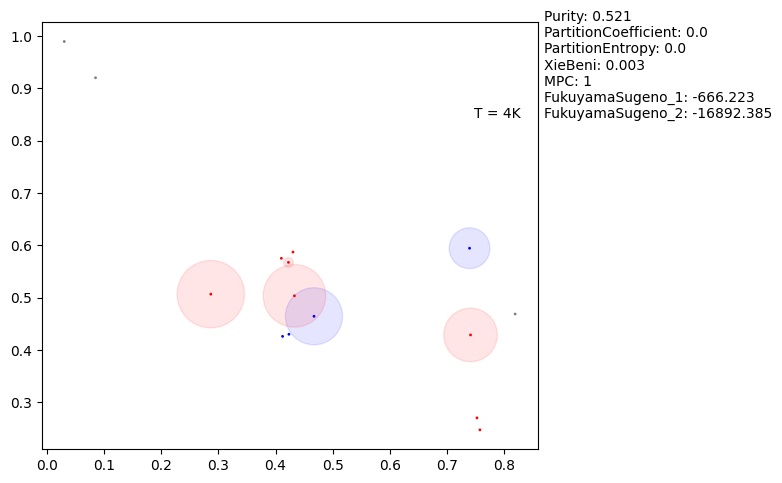 Purity: 0.521
PartitionCoefficient: 0.0
PartitionEntropy: 0.0
XieBeni: 0.003
MPC: 1
FukuyamaSugeno_1: -666.223
FukuyamaSugeno_2: -16892.385
T = 4K
1.0
0.9
0.8
0.7
0.6
0.5
0.4
0.3
0.0 0.1 0.2 0.3 0.4 0.5 0.6 0.7 0.8